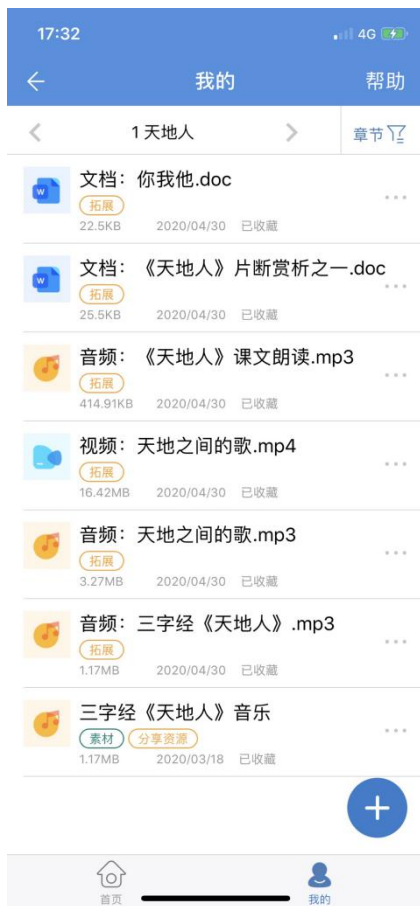 17:32
4G
我的
帮助
1 天地人
章节
文档：你我他.doc
拓展
22.5KB 2020/04/30 已收藏
文档：《天地人》片断赏析之一.doc
拓展
25.5KB 2020/04/30 已收藏
音频：《天地人》课文朗读.mp3
拓展
414.91KB 2020/04/30 已收藏
视频：天地之间的歌.mp4
拓展
16.42MB 2020/04/30 已收藏
音频：天地之间的歌.mp3
拓展
3.27MB 2020/04/30 已收藏
音频：三字经《天地人》.mp3
拓展
1.17MB 2020/04/30 已收藏
三字经《天地人》音乐
素材 分享资源
1.17MB 2020/03/18 已收藏
首页
我的